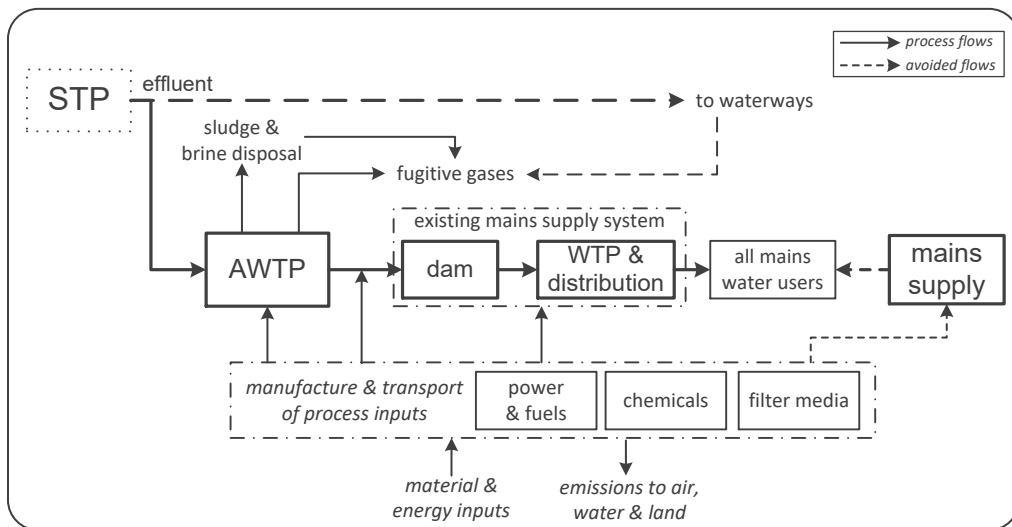 process flows
avoided flows
STP
effluent
to waterways
sludge &
brine disposal
fugitive gases
existing mains supply system
AWTP
dam
WTP &
distribution
all mains
water users
mains
supply
manufacture & transport
of process inputs
power
& fuels
chemicals
filter media
material &
energy inputs
emissions to air,
water & land